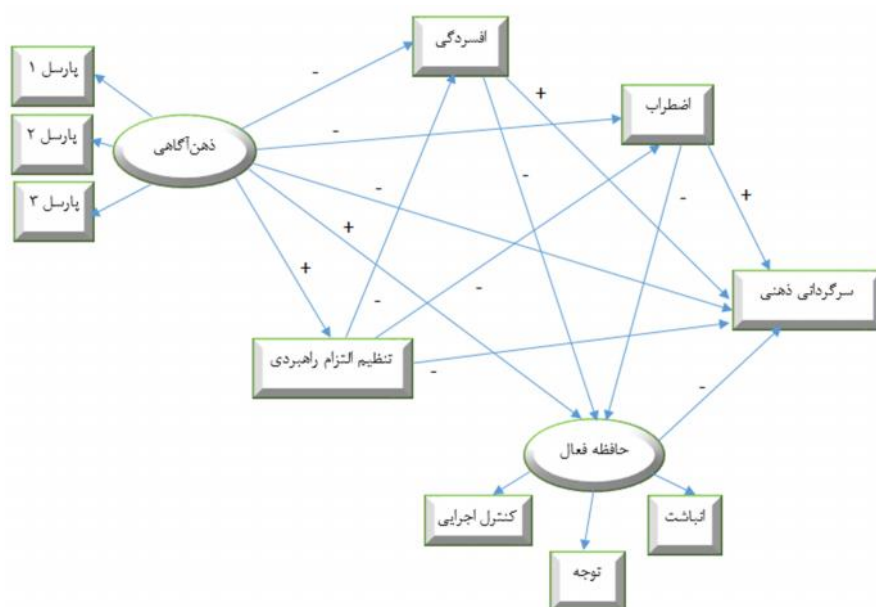 افسردگی
پارسل ۱
اضطراب
پارسل ۲
ذهن‌آگاهی
پارسل ۳
سرگردانی ذهنی
تنظیم التزام راهبردی
حافظه فعال
کنترل اجرایی
انباشت
توجه
-
+
-
-
-
-
+
+
+
-
-
-
-